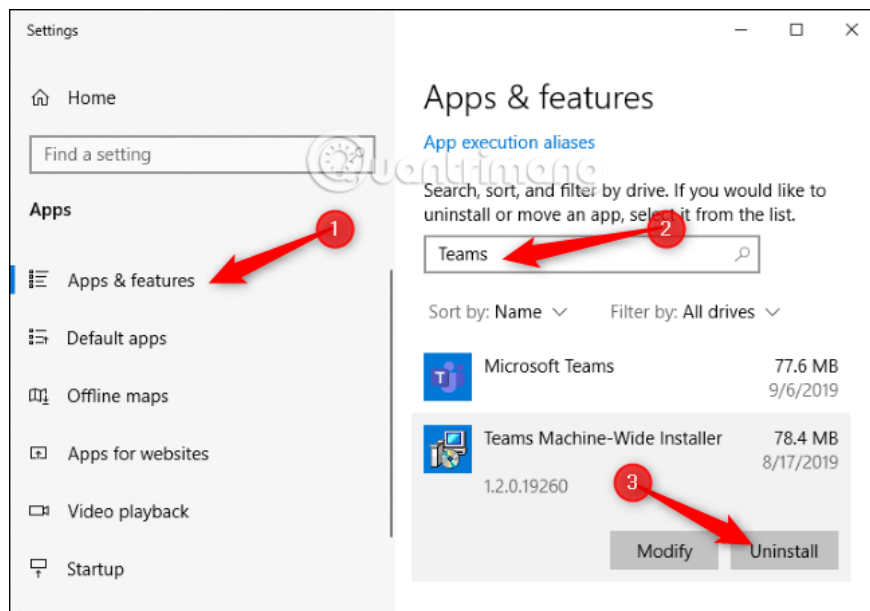 Settings
Home
Find a setting
Apps
Apps & features
Default apps
Offline maps
Apps for websites
Video playback
Startup
Apps & features
App execution aliases
Quantrimang
Search, sort, and filter by drive. If you would like to
uninstall or move an app, select it from the list.
Teams
Sort by: Name
Filter by: All drives
Microsoft Teams
77.6 MB
9/6/2019
Teams Machine-Wide Installer
78.4 MB
8/17/2019
1.2.0.19260
Modify
Uninstall
1
2
3